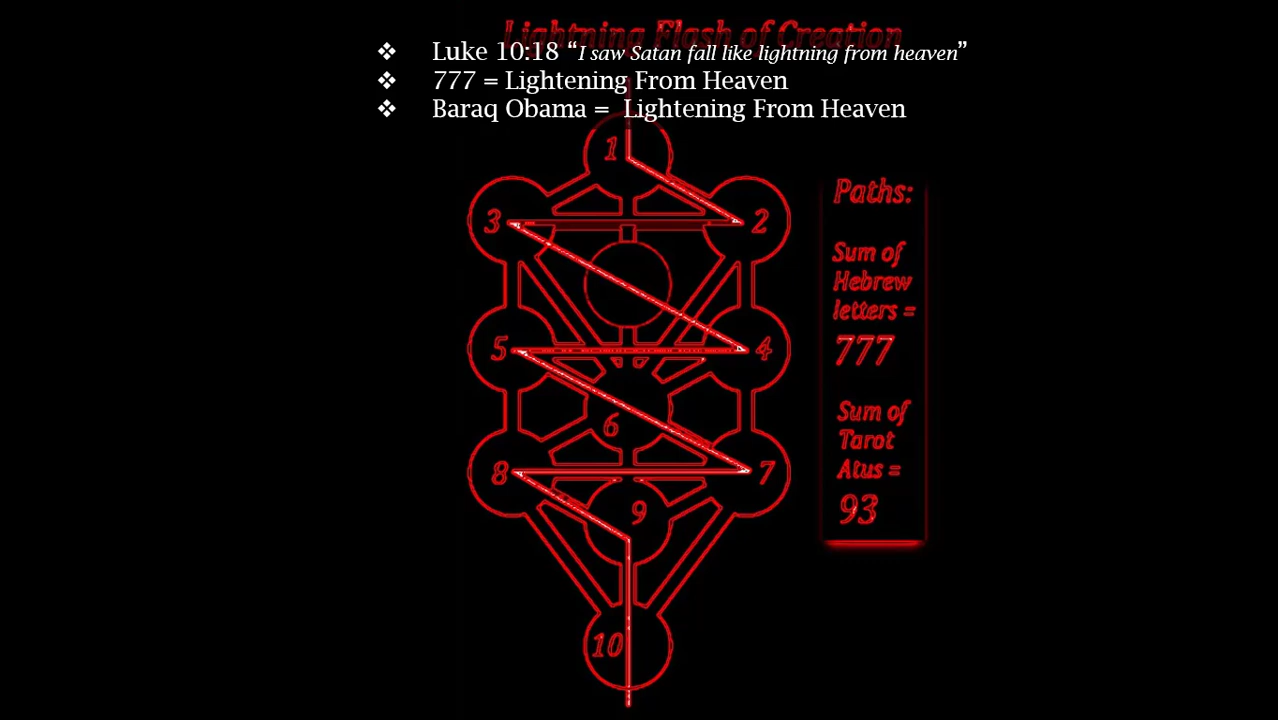 Lightning Flash of Creation
❖ Luke 10:18 “I saw Satan fall like lightning from heaven”
❖ 777 = Lightening From Heaven
❖ Baraq Obama = Lightening From Heaven
1
3
2
Paths:
Sum of
Hebrew
letters =
777
5
4
Sum of
Tarot
Atus =
93
6
8
7
9
10